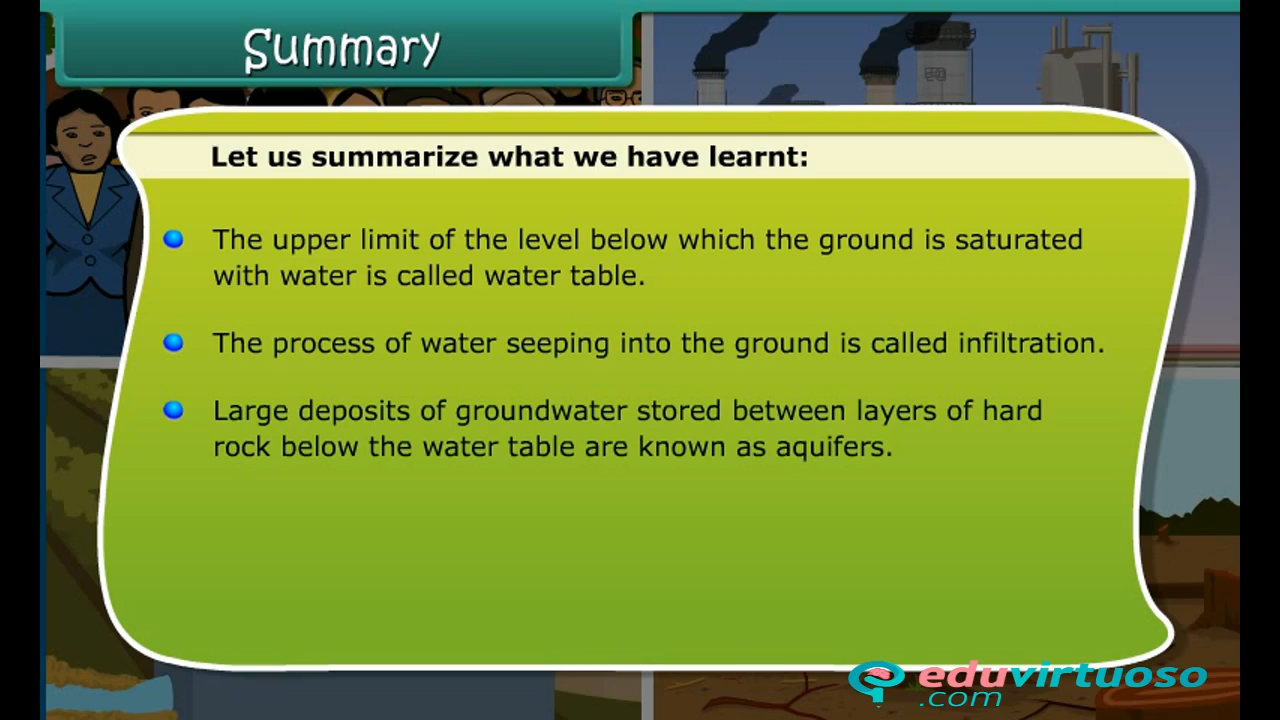 Summary
Let us summarize what we have learnt:
The upper limit of the level below which the ground is saturated
with water is called water table.
The process of water seeping into the ground is called infiltration.
Large deposits of groundwater stored between layers of hard
rock below the water table are known as aquifers.
eduvirtuoso
.com